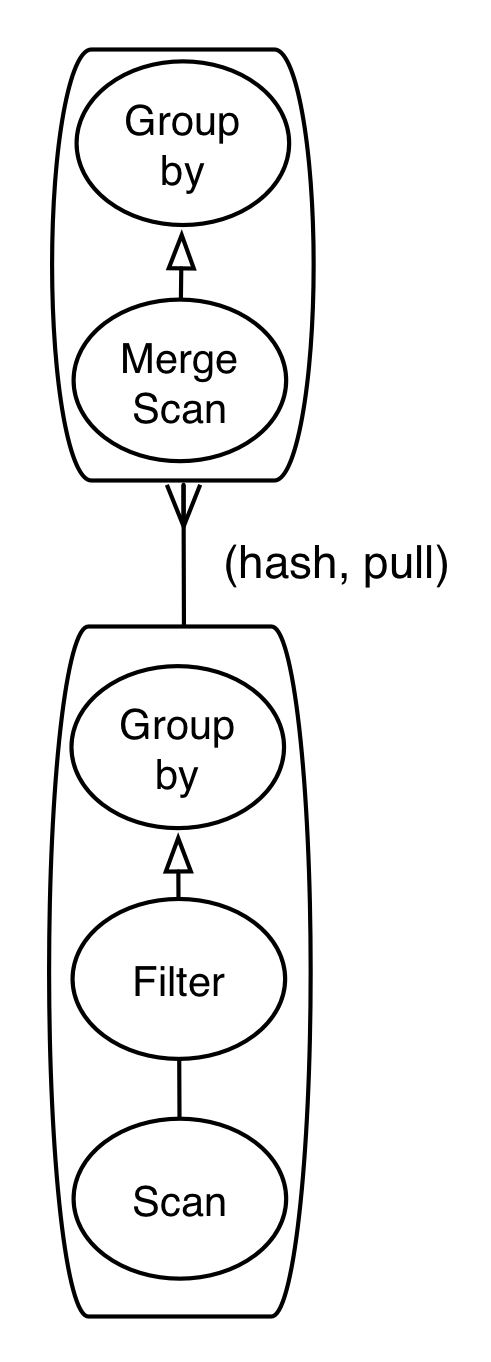 Group
by
Merge
Scan
(hash, pull)
Group
by
Filter
Scan